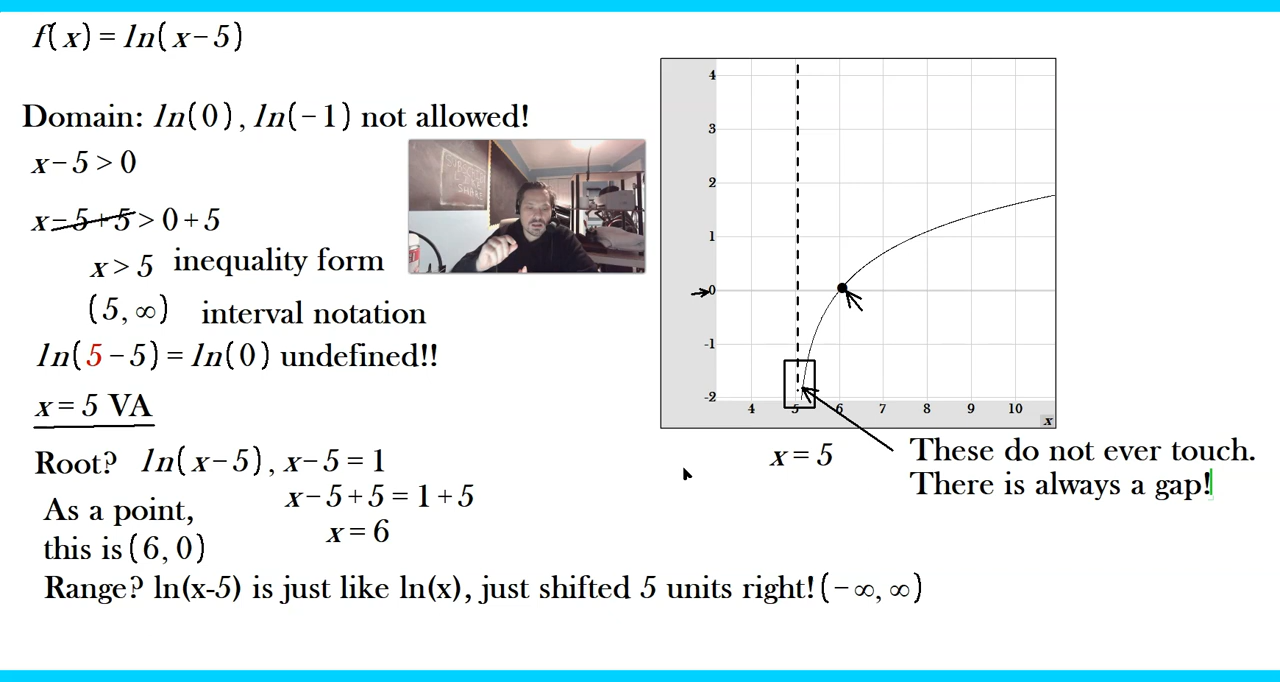 f(x) = ln(x-5)
Domain: ln(0), ln(-1) not allowed!
x-5>0
x-5+5>0+5
x>5 inequality form
(5,∞) interval notation
ln(5-5) = ln(0) undefined!!
x=5 VA
Root? ln(x-5), x-5=1
x-5+5=1+5
x=6
As a point,
this is (6,0)
Range? ln(x-5) is just like ln(x), just shifted 5 units right! (-∞,∞)
4
3
2
1
0
-1
-2
4 5 6 7 8 9 10
x
x=5
These do not ever touch.
There is always a gap!
SHARE